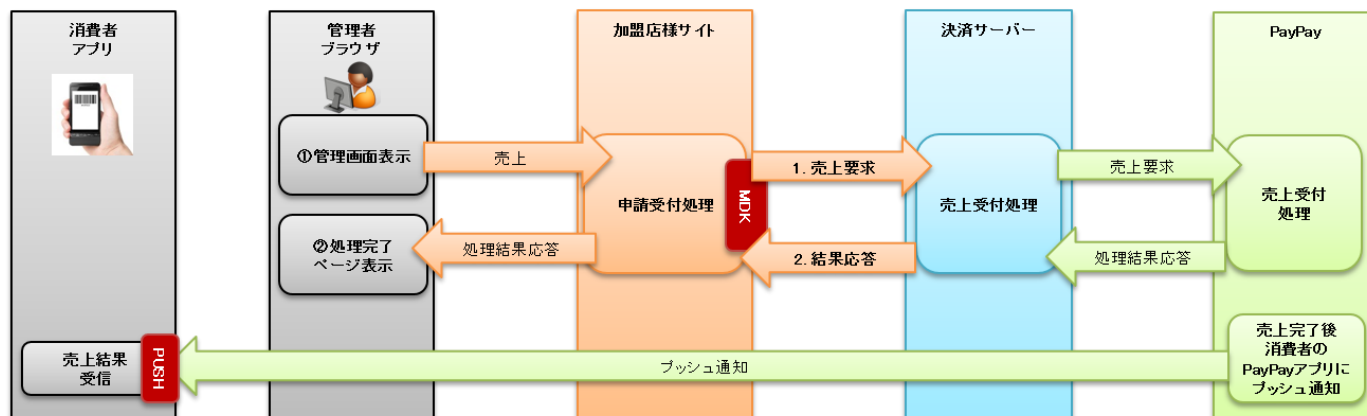 消費者
アプリ
管理者
ブラウザ
加盟店様サイト
決済サーバー
PayPay
①管理画面表示
売上
申請受付処理
MDK
1. 売上要求
売上受付処理
売上要求
売上受付
処理
②処理完了
ページ表示
処理結果応答
2. 結果応答
処理結果応答
売上結果
受信
PUSH
プッシュ通知
売上完了後
消費者の
PayPayアプリに
プッシュ通知